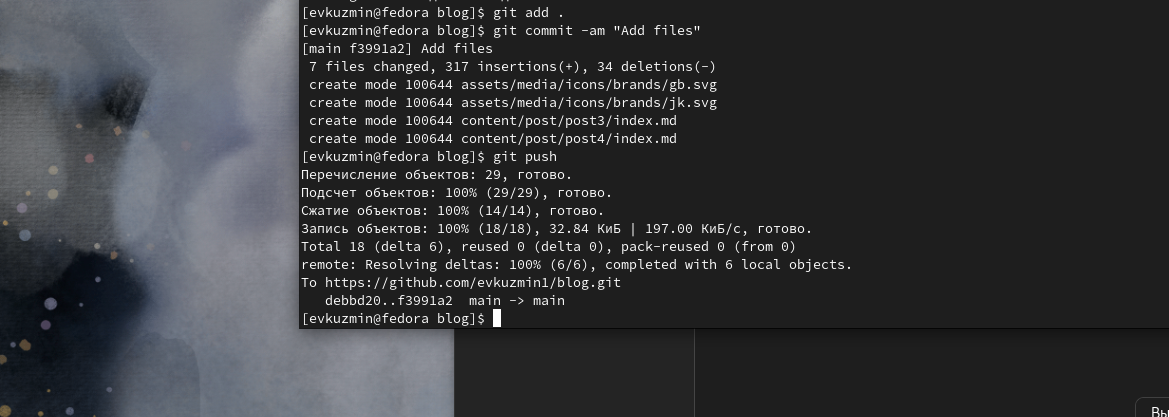 [evkuzmin@fedora blog]$ git add .
[evkuzmin@fedora blog]$ git commit -am "Add files"
[main f3991a2] Add files
 7 files changed, 317 insertions(+), 34 deletions(-)
 create mode 100644 assets/media/icons/brands/gb.svg
 create mode 100644 assets/media/icons/brands/jk.svg
 create mode 100644 content/post/post3/index.md
 create mode 100644 content/post/post4/index.md
[evkuzmin@fedora blog]$ git push
Перечисление объектов: 29, готово.
Подсчет объектов: 100% (29/29), готово.
Сжатие объектов: 100% (14/14), готово.
Запись объектов: 100% (18/18), 32.84 КиБ | 197.00 КиБ/с, готово.
Total 18 (delta 6), reused 0 (delta 0), pack-reused 0 (from 0)
remote: Resolving deltas: 100% (6/6), completed with 6 local objects.
To https://github.com/evkuzmin1/blog.git
   debbd20..f3991a2  main -> main
[evkuzmin@fedora blog]$